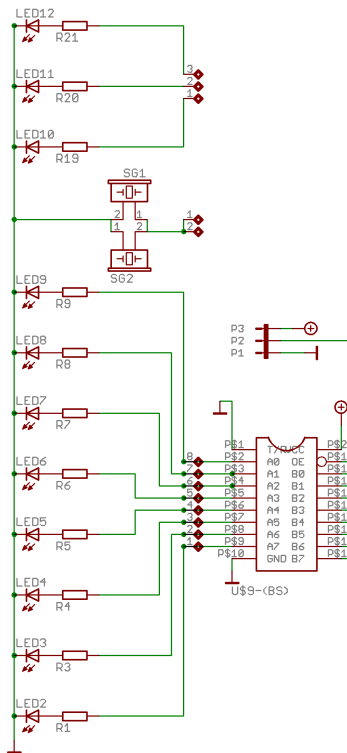 LED12
R21
LED11
3
2
R20
1
LED10
R19
SG1
2 1
1 2
1
2
SG2
LED9
R9
P3
LED8
P2
P1
R8
LED7
R7
P$1 T/R VCC P$2
LED6
8 P$2 A0 OE P$1
7 P$3 A1 B0 P$1
R6
6 P$4 A2 B1 P$1
5 P$5 A3 B2 P$1
LED5
4 P$6 A4 B3 P$1
3 P$7 A5 B4 P$1
2 P$8 A6 B5 P$1
R5
1 P$9 A7 B6 P$1
P$10 GND B7 P$1
LED4
U$9-(BS)
R4
LED3
R3
LED2
R1